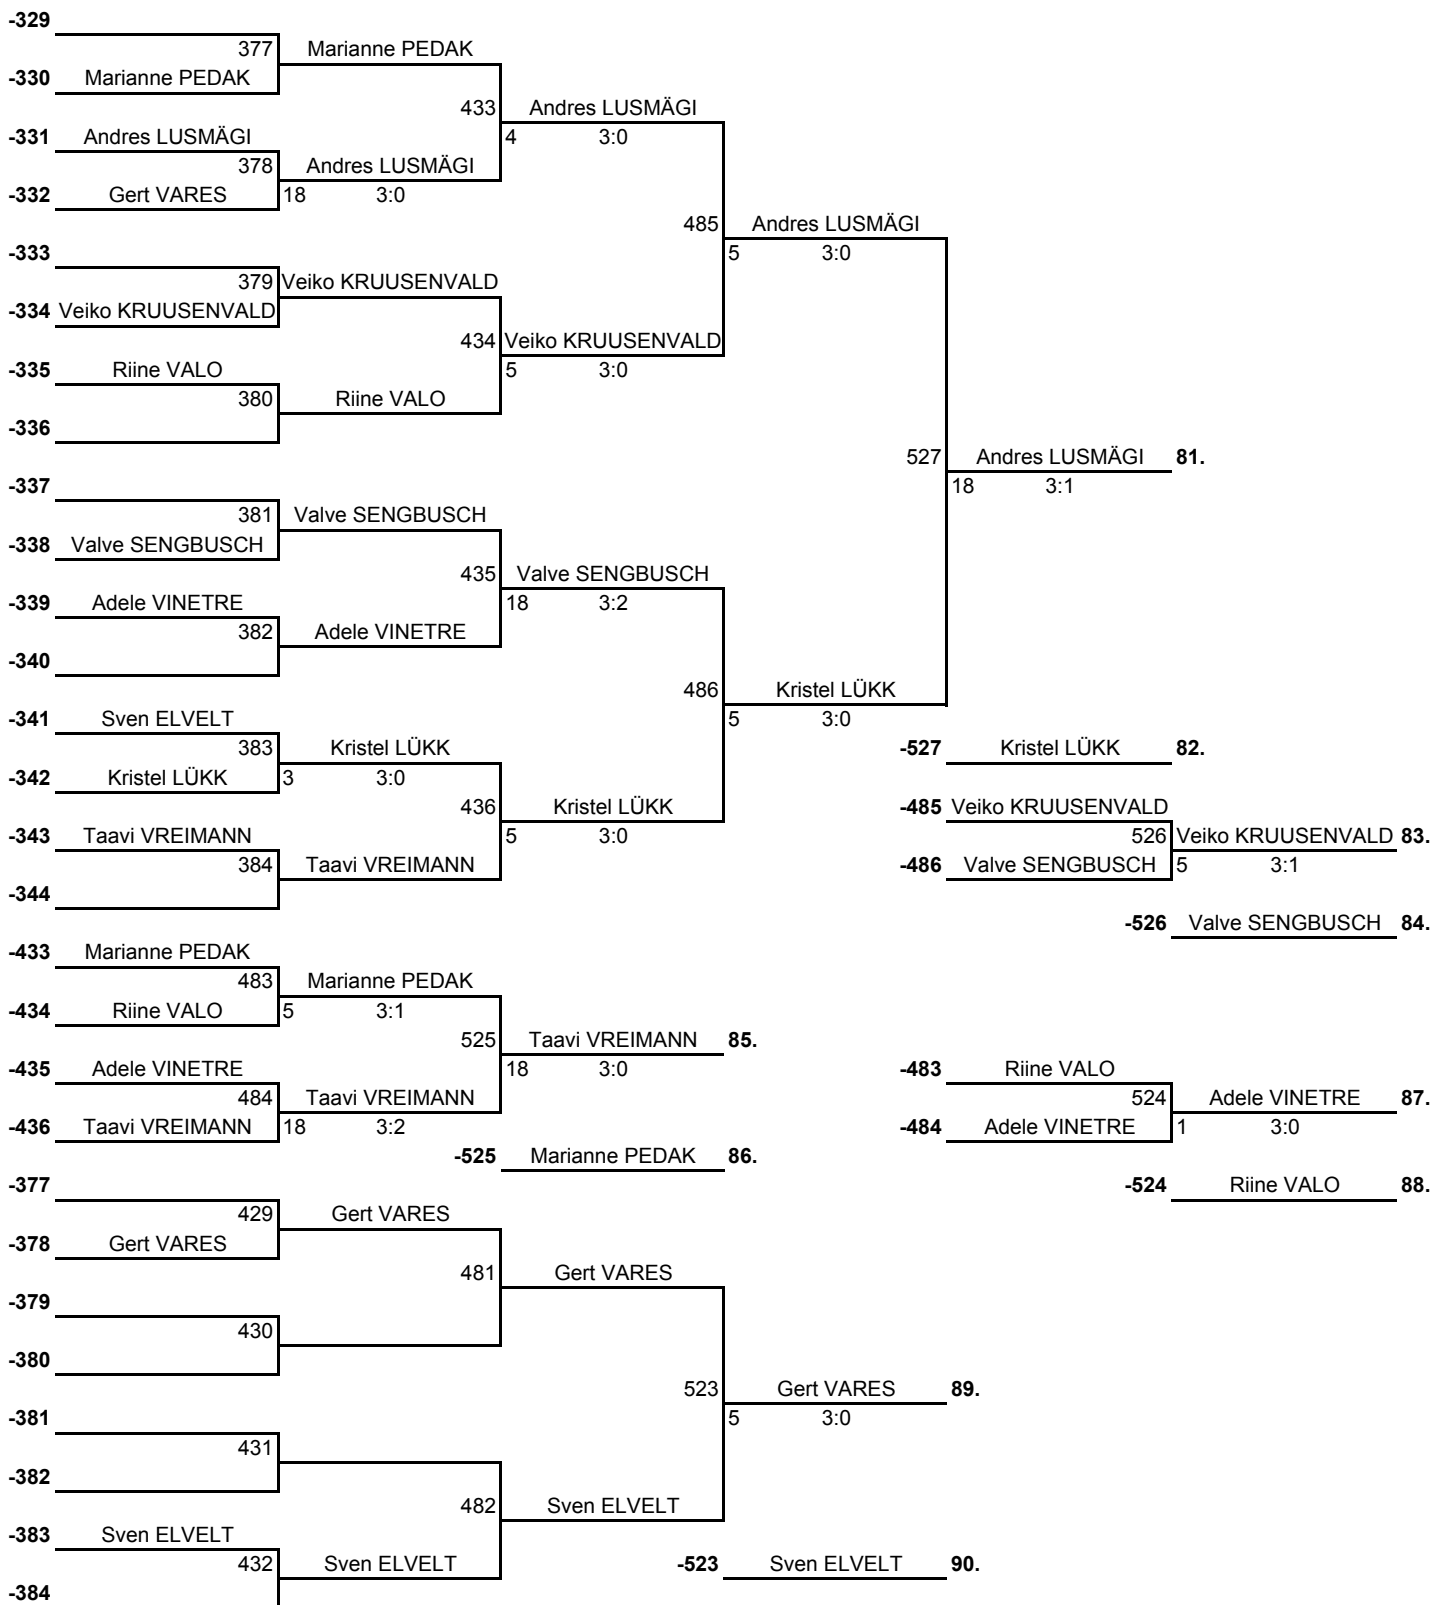 -329
377 Marianne PEDAK
-330 Marianne PEDAK
433 Andres LUSMÄGI
-331 Andres LUSMÄGI 4 3:0
378 Andres LUSMÄGI
-332 Gert VARES 18 3:0
485 Andres LUSMÄGI
-333 5 3:0
379 Veiko KRUUSENVALD
-334 Veiko KRUUSENVALD
434 Veiko KRUUSENVALD
-335 Riine VALO 5 3:0
380 Riine VALO
-336
527 Andres LUSMÄGI 81.
-337 18 3:1
381 Valve SENGBUSCH
-338 Valve SENGBUSCH
435 Valve SENGBUSCH
-339 Adele VINETRE 18 3:2
382 Adele VINETRE
-340
486 Kristel LÜKK
-341 Sven ELVELT 5 3:0
383 Kristel LÜKK -527 Kristel LÜKK 82.
-342 Kristel LÜKK 3 3:0
436 Kristel LÜKK -485 Veiko KRUUSENVALD
-343 Taavi VREIMANN 5 3:0 526 Veiko KRUUSENVALD 83.
384 Taavi VREIMANN -486 Valve SENGBUSCH 5 3:1
-344
-526 Valve SENGBUSCH 84.
-433 Marianne PEDAK
483 Marianne PEDAK
-434 Riine VALO 5 3:1
525 Taavi VREIMANN 85.
-435 Adele VINETRE 18 3:0 -483 Riine VALO
484 Taavi VREIMANN 524 Adele VINETRE 87.
-436 Taavi VREIMANN 18 3:2 -484 Adele VINETRE 1 3:0
-525 Marianne PEDAK 86.
-377 -524 Riine VALO 88.
429 Gert VARES
-378 Gert VARES
481 Gert VARES
-379
430
-380
523 Gert VARES 89.
-381 5 3:0
431
-382
482 Sven ELVELT
-383 Sven ELVELT
432 Sven ELVELT -523 Sven ELVELT 90.
-384